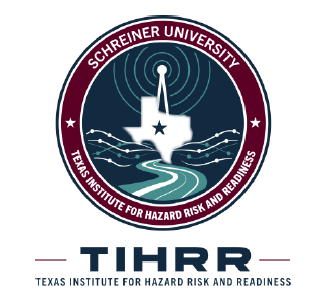 SCHREINER UNIVERSITY
TEXAS INSTITUTE FOR HAZARD RISK AND READINESS
TIHRR
TEXAS INSTITUTE FOR HAZARD RISK AND READINESS